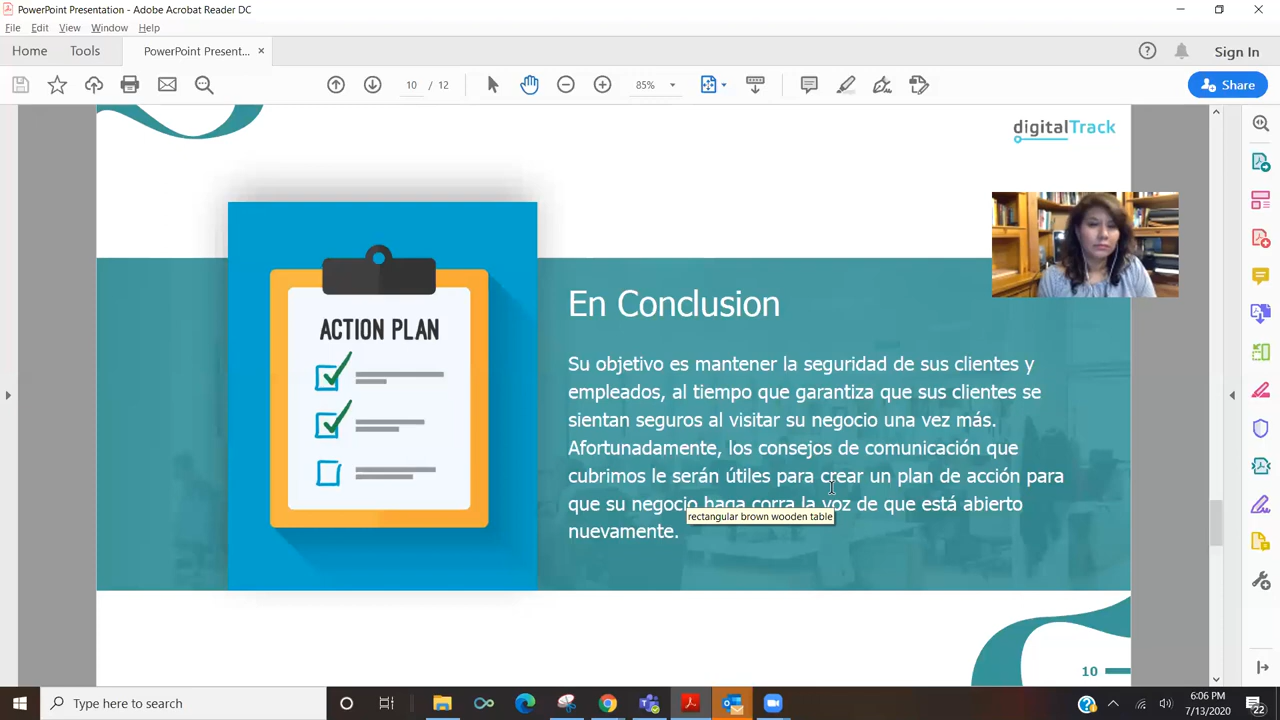 PowerPoint Presentation - Adobe Acrobat Reader DC
File Edit View Window Help
Home Tools PowerPoint Present... × Sign In
10 / 12 85% Share
digitalTrack
ACTION PLAN
En Conclusion
Su objetivo es mantener la seguridad de sus clientes y
empleados, al tiempo que garantiza que sus clientes se
sientan seguros al visitar su negocio una vez más.
Afortunadamente, los consejos de comunicación que
cubrimos le serán útiles para crear un plan de acción para
que su negocio haga corra la voz de que está abierto
rectangular brown wooden table
nuevamente.
10
Type here to search
6:06 PM
7/13/2020
22